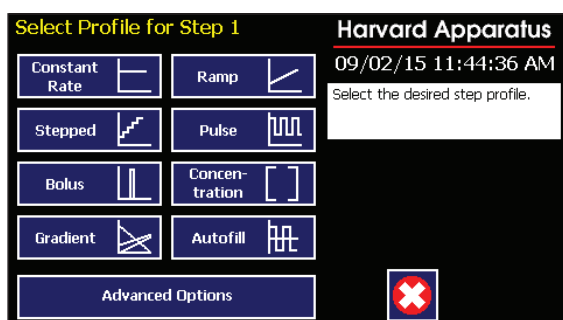 Select Profile for Step 1
Harvard Apparatus
09/02/15 11:44:36 AM
Select the desired step profile.
Constant
Rate
Ramp
Stepped
Pulse
Bolus
Concen-
tration
Gradient
Autofill
Advanced Options